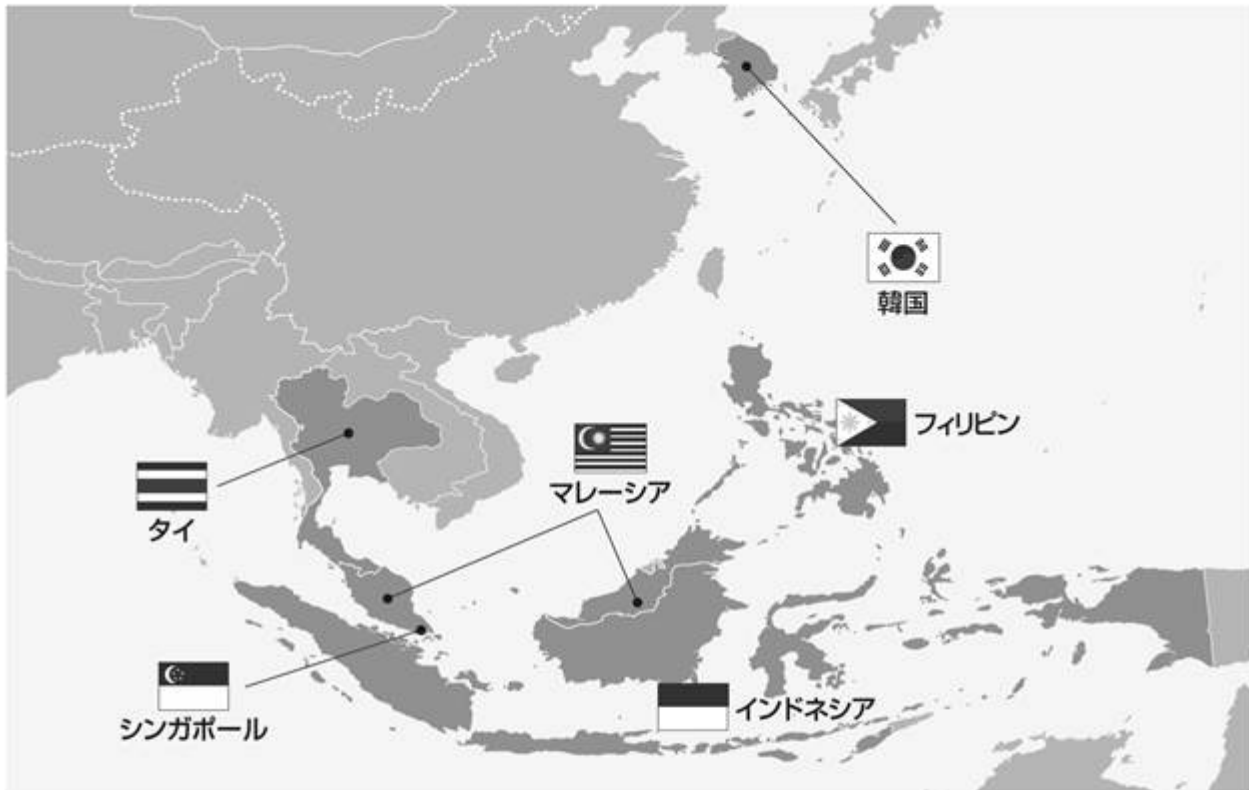 韓国
フィリピン
マレーシア
タイ
シンガポール
インドネシア